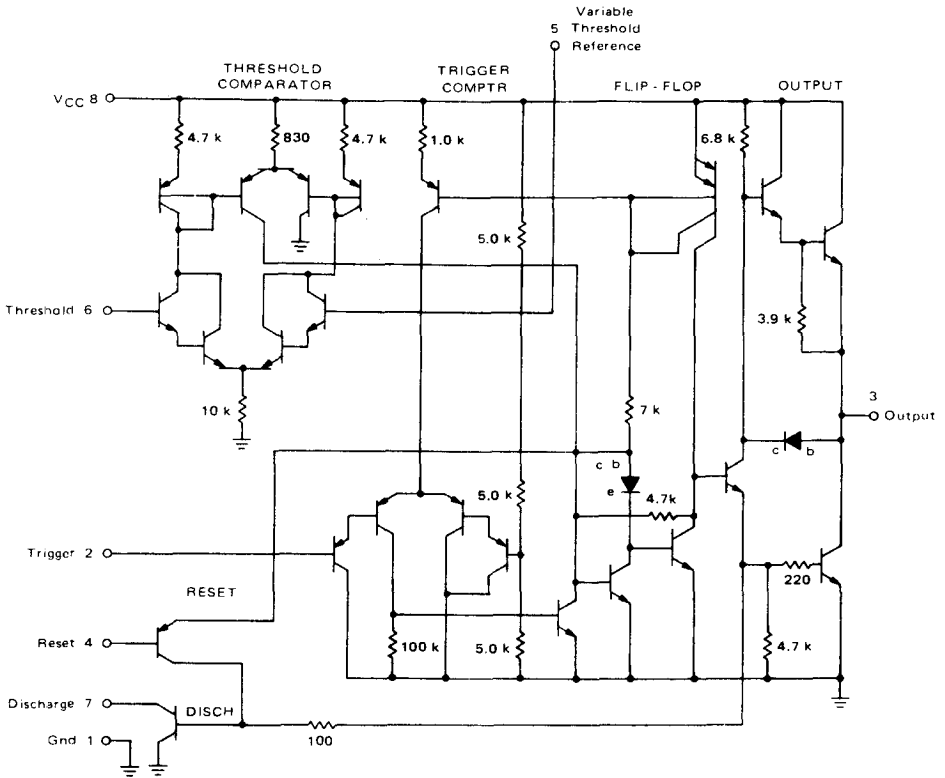 Variable
Threshold
5 Reference
THRESHOLD
COMPARATOR
TRIGGER
COMPTR
FLIP-FLOP
OUTPUT
VCC 8
4.7 k
830
4.7 k
1.0 k
6.8 k
5.0 k
Threshold 6
3.9 k
10 k
7 k
3
Output
c b
c b
e
5.0 k
4.7k
Trigger 2
220
RESET
Reset 4
100 k
5.0 k
4.7 k
Discharge 7
DISCH
Gnd 1
100